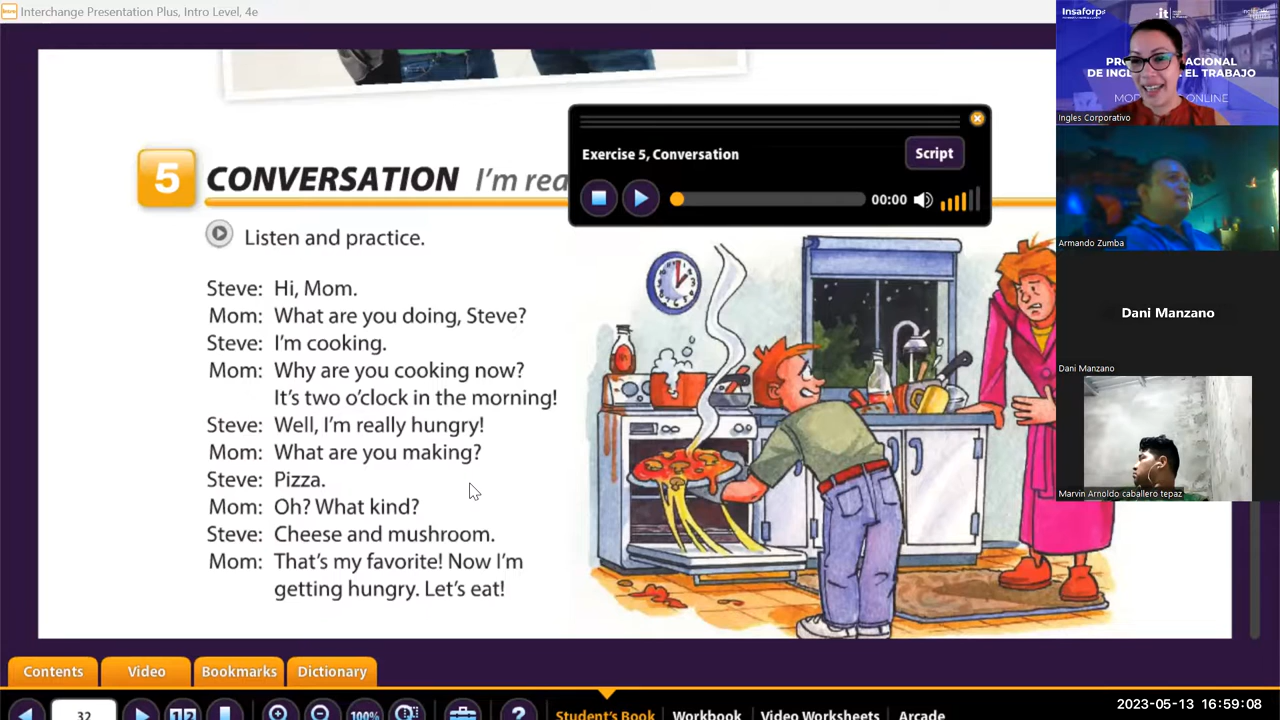 Interchange Presentation Plus, Intro Level, 4e
Insaforp
DE INGL EL TRABAJO
Ingles Corporativo
Exercise 5, Conversation
Script
00:00
5 CONVERSATION I'm rea
Listen and practice.
Steve: Hi, Mom.
Mom: What are you doing, Steve?
Steve: I'm cooking.
Mom: Why are you cooking now?
It's two o'clock in the morning!
Steve: Well, I'm really hungry!
Mom: What are you making?
Steve: Pizza.
Mom: Oh? What kind?
Steve: Cheese and mushroom.
Mom: That's my favorite! Now I'm
getting hungry. Let's eat!
Armando Zumba
Dani Manzano
Dani Manzano
Marvin Arnoldo caballero tepaz
Contents Video Bookmarks Dictionary
32
100%
Student's Book Workbook Video Worksheets Arcade
2023-05-13 16:59:08